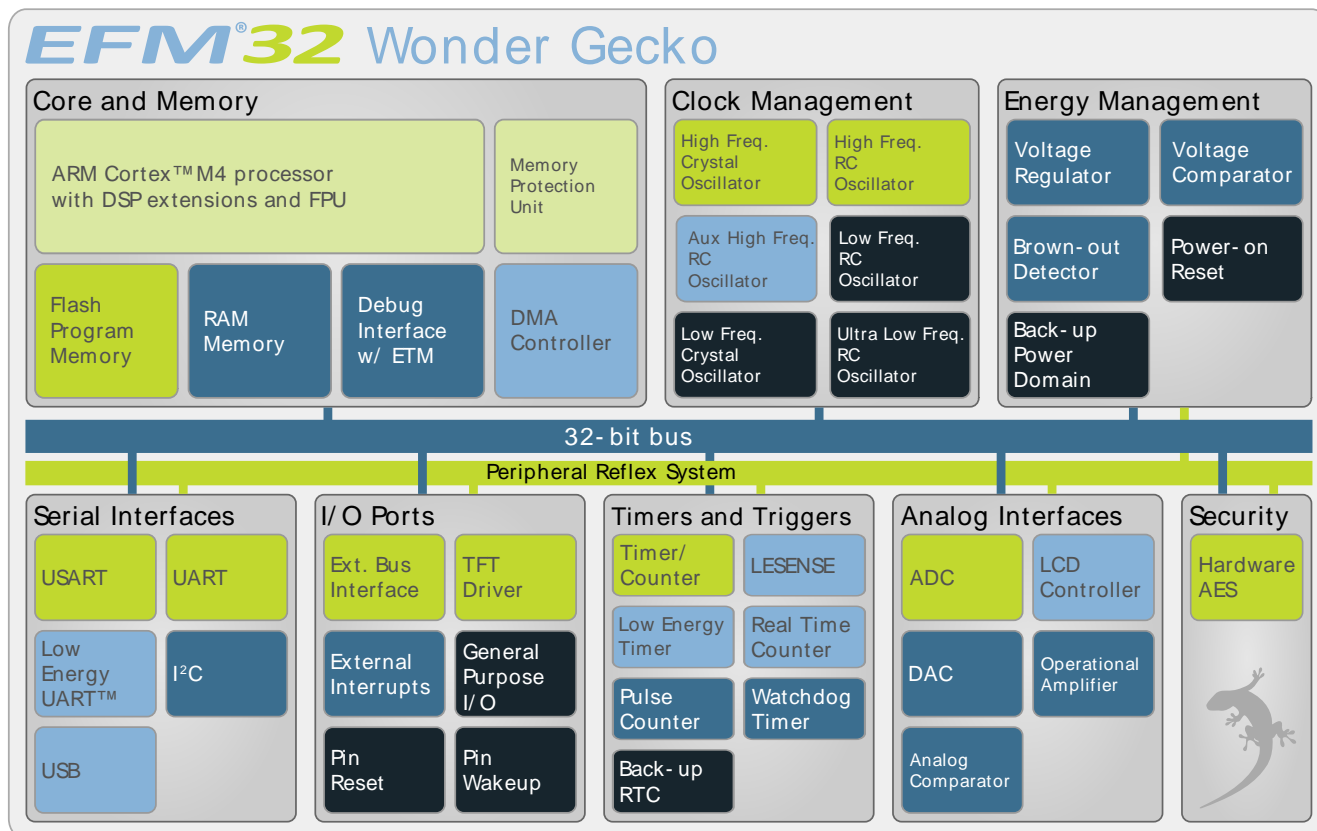 EFM®32 Wonder Gecko
Core and Memory
ARM Cortex™ M4 processor
with DSP extensions and FPU
Memory
Protection
Unit
Flash
Program
Memory
RAM
Memory
Debug
Interface
w/ ETM
DMA
Controller
Clock Management
High Freq.
Crystal
Oscillator
High Freq.
RC
Oscillator
Aux High Freq.
RC
Oscillator
Low Freq.
RC
Oscillator
Low Freq.
Crystal
Oscillator
Ultra Low Freq.
RC
Oscillator
Energy Management
Voltage
Regulator
Voltage
Comparator
Brown-out
Detector
Power-on
Reset
Back-up
Power
Domain
32-bit bus
Peripheral Reflex System
Serial Interfaces
USART
UART
Low
Energy
UART™
I²C
USB
I/O Ports
Ext. Bus
Interface
TFT
Driver
External
Interrupts
General
Purpose
I/O
Pin
Reset
Pin
Wakeup
Timers and Triggers
Timer/
Counter
LESENSE
Low Energy
Timer
Real Time
Counter
Pulse
Counter
Watchdog
Timer
Back-up
RTC
Analog Interfaces
ADC
LCD
Controller
DAC
Operational
Amplifier
Analog
Comparator
Security
Hardware
AES